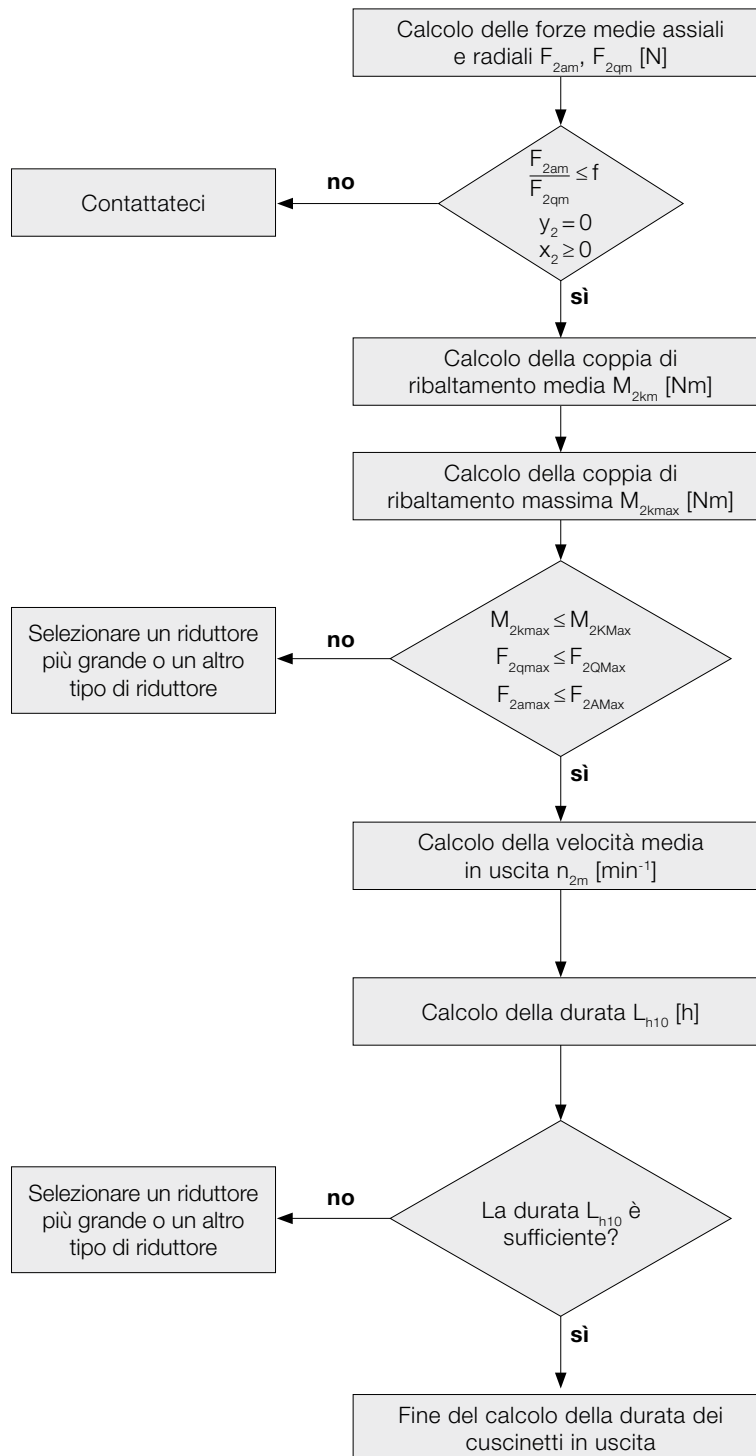 Calcolo delle forze medie assiali
e radiali F₂ₐₘ, F₂qₘ [N]
F₂ₐₘ
F₂qₘ
≤ f
y₂ = 0
x₂ ≥ 0
no
Contattateci
sì
Calcolo della coppia di
ribaltamento media M₂ₖₘ [Nm]
Calcolo della coppia di
ribaltamento massima M₂ₖₘₐₓ [Nm]
M₂ₖₘₐₓ ≤ M₂KMax
F₂qₘₐₓ ≤ F₂QMax
F₂ₐₘₐₓ ≤ F₂AMax
no
Selezionare un riduttore
più grande o un altro
tipo di riduttore
sì
Calcolo della velocità media
in uscita n₂ₘ [min⁻¹]
Calcolo della durata Lₕ₁₀ [h]
La durata Lₕ₁₀ è
sufficiente?
no
Selezionare un riduttore
più grande o un altro
tipo di riduttore
sì
Fine del calcolo della durata dei
cuscinetti in uscita